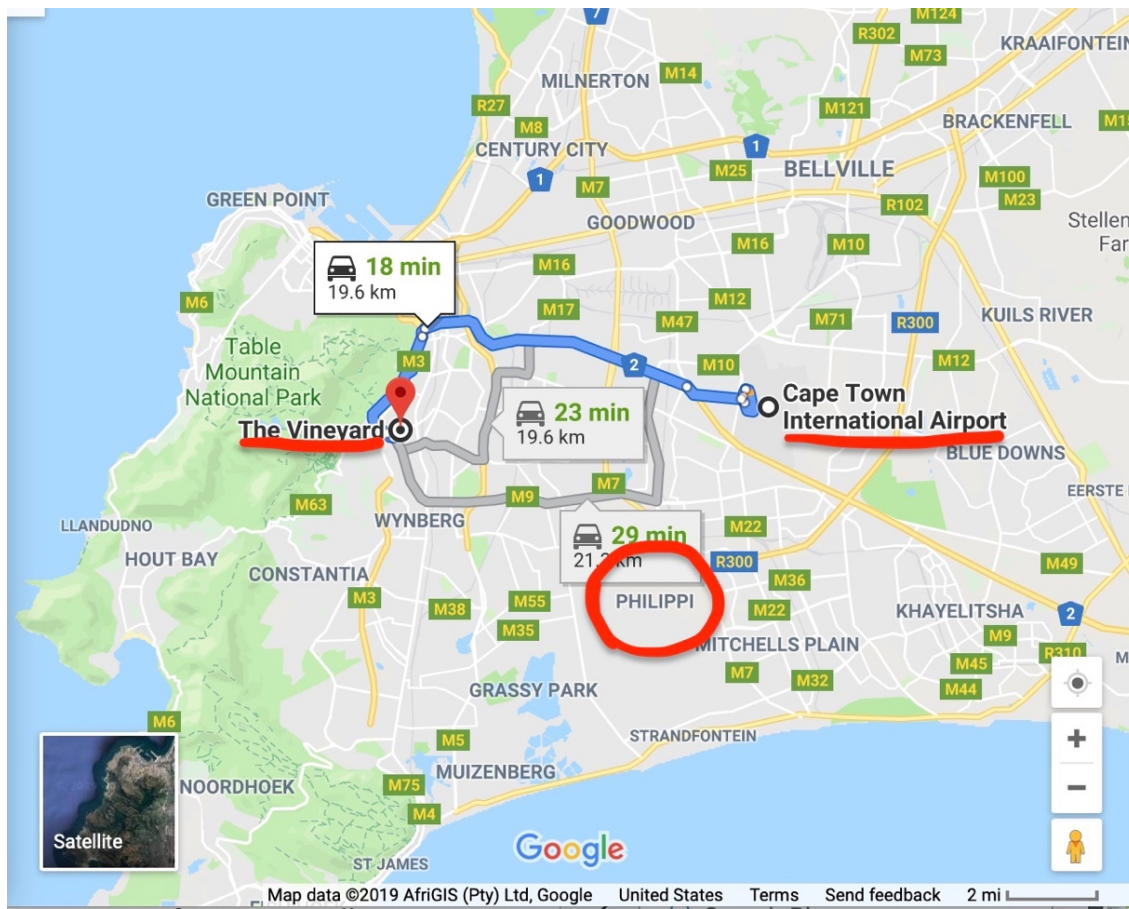 7
M124
R302
M73
KRAAIFONTEIN
MILNERTON
M14
R27
M121
M8
BRACKENFELL
CENTURY CITY
1
M25
BELLVILLE
1
M7
M100
M23
GREEN POINT
R102
GOODWOOD
M16
M10
18 min
19.6 km
M16
M6
M17
M12
M47
M71
R300
KUILS RIVER
Table
Mountain
National Park
M3
2
M10
M12
The Vineyard
23 min
19.6 km
Cape Town
International Airport
BLUE DOWNS
M63
M9
M7
WYNBERG
LLANDUDNO
HOUT BAY
29 min
M22
R300
CONSTANTIA
M49
M3
M38
M55
M35
PHILIPPI
M36
M22
KHAYELITSHA
2
M9
MITCHELLS PLAIN
R310
M7
M32
M45
M44
GRASSY PARK
M6
STRANDFONTEIN
M5
MUIZENBERG
NOORDHOEK
M75
M4
Satellite
ST JAMES
Google
Map data ©2019 AfriGIS (Pty) Ltd, Google United States Terms Send feedback 2 mi